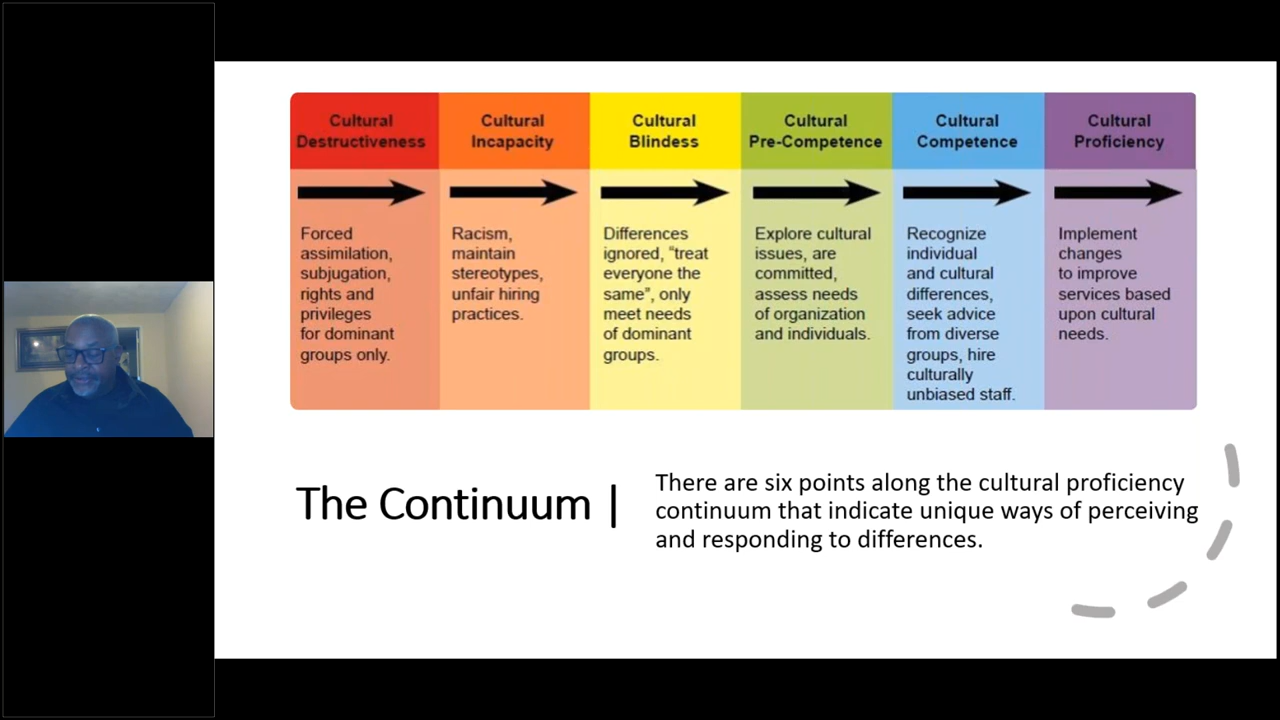 Cultural
Destructiveness
Cultural
Incapacity
Cultural
Blindess
Cultural
Pre-Competence
Cultural
Competence
Cultural
Proficiency
Forced
assimilation,
subjugation,
rights and
privileges
for dominant
groups only.
Racism,
maintain
stereotypes,
unfair hiring
practices.
Differences
ignored, “treat
everyone the
same”, only
meet needs
of dominant
groups.
Explore cultural
issues, are
committed,
assess needs
of organization
and individuals.
Recognize
individual
and cultural
differences,
seek advice
from diverse
groups, hire
culturally
unbiased staff.
Implement
changes
to improve
services based
upon cultural
needs.
The Continuum |
There are six points along the cultural proficiency
continuum that indicate unique ways of perceiving
and responding to differences.